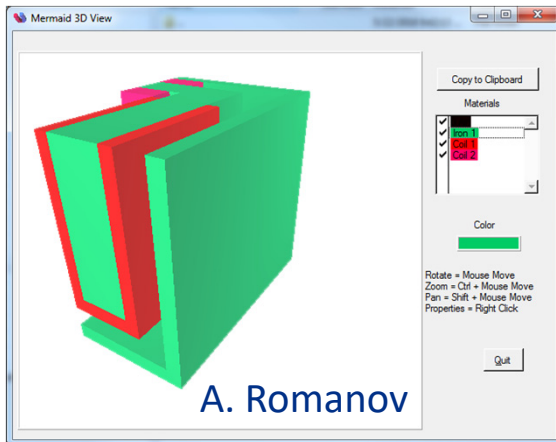 Mermaid 3D View
Copy to Clipboard
Materials
Iron 1
Coil 1
Coil 2
Color
Rotate = Mouse Move
Zoom = Ctrl + Mouse Move
Pan = Shift + Mouse Move
Properties = Right Click
Quit
A. Romanov